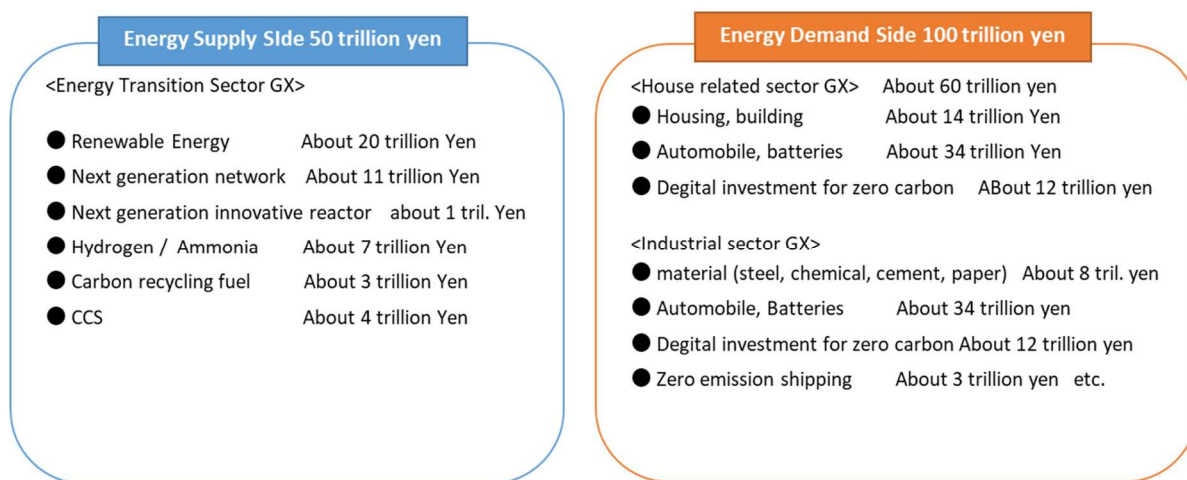 Energy Supply SIde 50 trillion yen
<Energy Transition Sector GX>
● Renewable Energy About 20 trillion Yen
● Next generation network About 11 trillion Yen
● Next generation innovative reactor about 1 tril. Yen
● Hydrogen / Ammonia About 7 trillion Yen
● Carbon recycling fuel About 3 trillion Yen
● CCS About 4 trillion Yen
Energy Demand Side 100 trillion yen
<House related sector GX> About 60 trillion yen
● Housing, building About 14 trillion Yen
● Automobile, batteries About 34 trillion Yen
● Degital investment for zero carbon ABout 12 trillion yen
<Industrial sector GX>
● material (steel, chemical, cement, paper) About 8 tril. yen
● Automobile, Batteries About 34 trillion yen
● Degital investment for zero carbon About 12 trillion yen
● Zero emission shipping About 3 trillion yen etc.